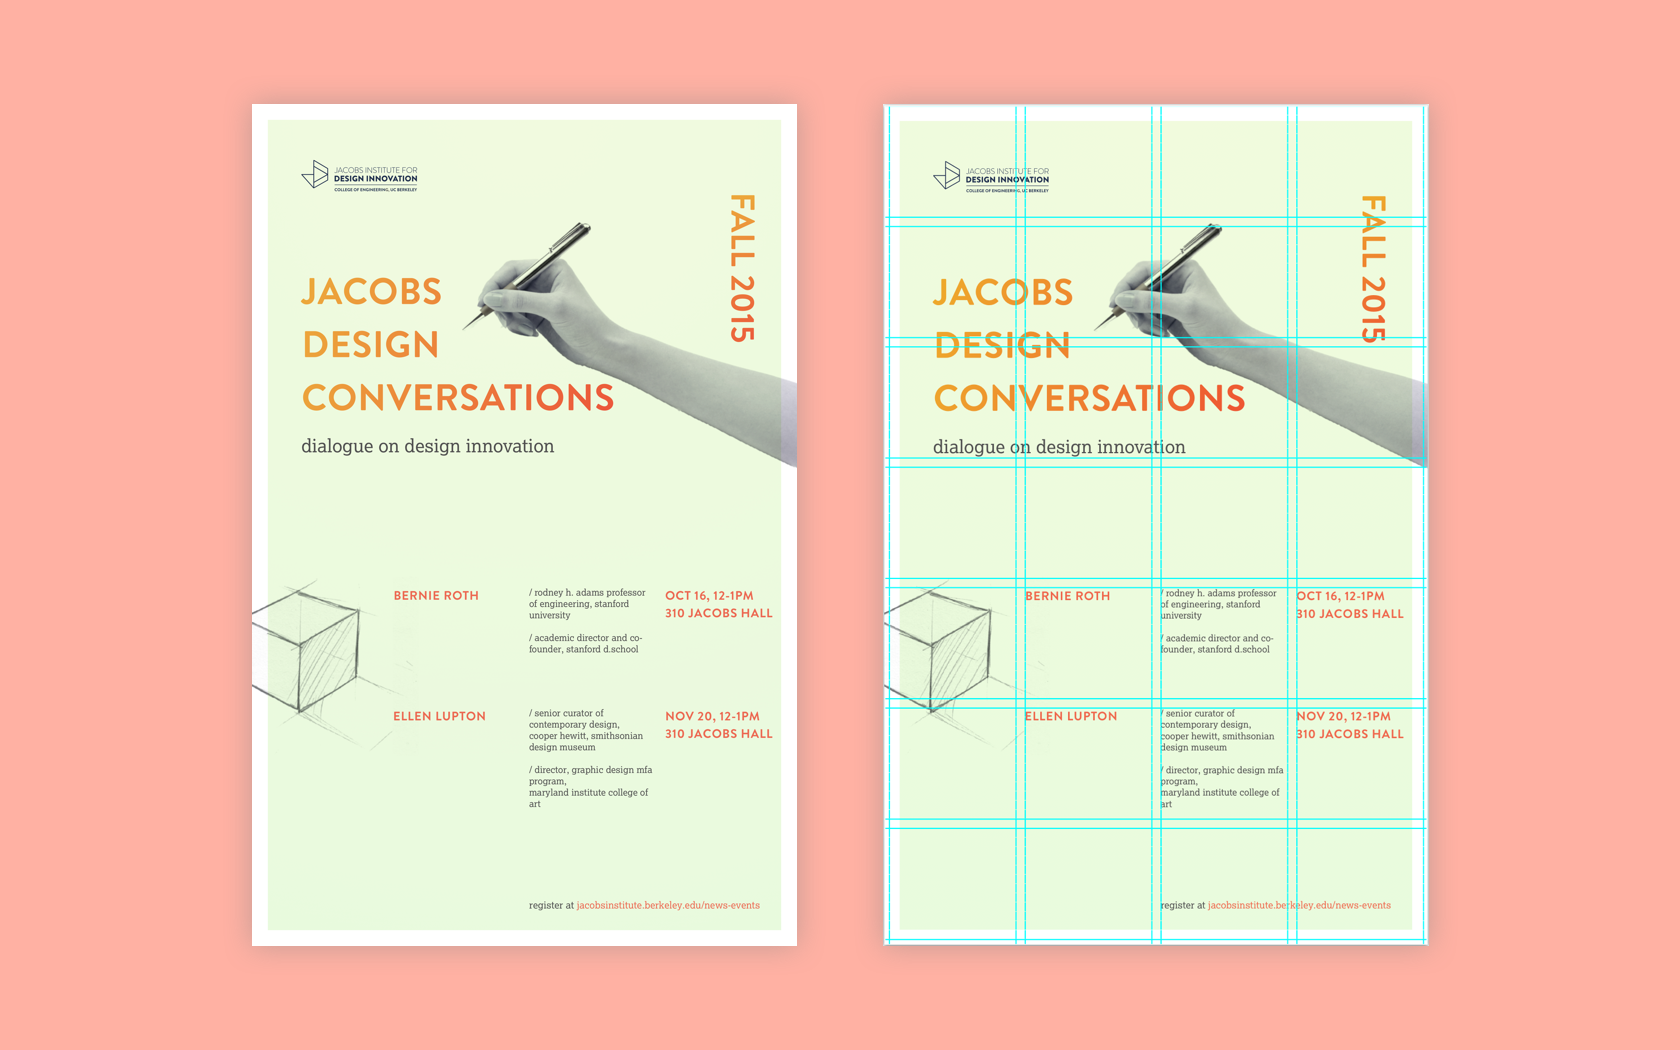 JACOBS INSTITUTE FOR
DESIGN INNOVATION
COLLEGE OF ENGINEERING, UC BERKELEY
FALL 2015
JACOBS
DESIGN
CONVERSATIONS
dialogue on design innovation
BERNIE ROTH
/ rodney h. adams professor
of engineering, stanford
university
/ academic director and co-
founder, stanford d.school
OCT 16, 12-1PM
310 JACOBS HALL
ELLEN LUPTON
/ senior curator of
contemporary design,
cooper hewitt, smithsonian
design museum
/ director, graphic design mfa
program,
maryland institute college of
art
NOV 20, 12-1PM
310 JACOBS HALL
register at jacobsinstitute.berkeley.edu/news-events
JACOBS INSTITUTE FOR
DESIGN INNOVATION
COLLEGE OF ENGINEERING, UC BERKELEY
FALL 2015
JACOBS
DESIGN
CONVERSATIONS
dialogue on design innovation
BERNIE ROTH
/ rodney h. adams professor
of engineering, stanford
university
/ academic director and co-
founder, stanford d.school
OCT 16, 12-1PM
310 JACOBS HALL
ELLEN LUPTON
/ senior curator of
contemporary design,
cooper hewitt, smithsonian
design museum
/ director, graphic design mfa
program,
maryland institute college of
art
NOV 20, 12-1PM
310 JACOBS HALL
register at jacobsinstitute.berkeley.edu/news-events